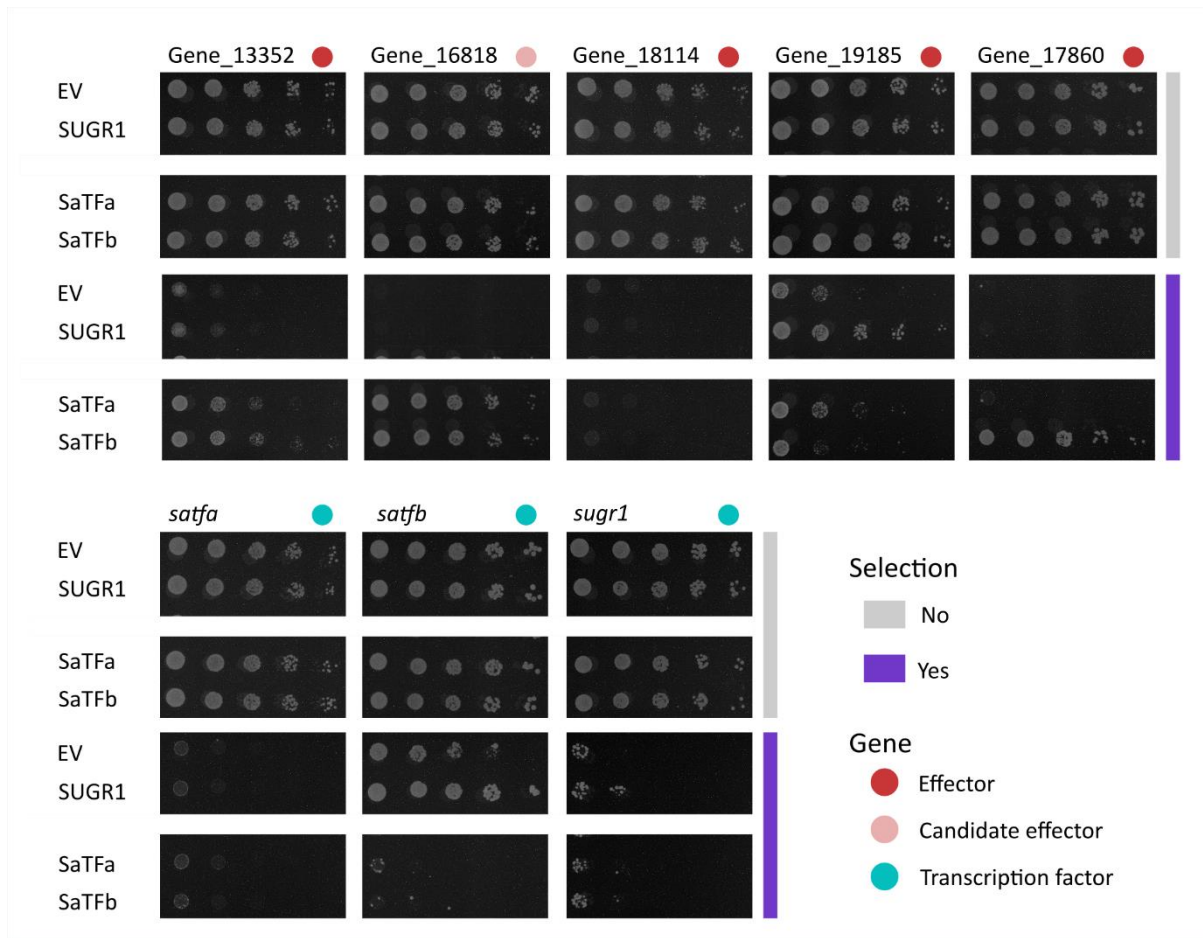 Gene_13352 Gene_16818 Gene_18114 Gene_19185 Gene_17860
EV
SUGR1
SaTFa
SaTFb
EV
SUGR1
SaTFa
SaTFb
satfa satfb sugr1
EV
SUGR1
SaTFa
SaTFb
EV
SUGR1
SaTFa
SaTFb
Selection
No
Yes
Gene
Effector
Candidate effector
Transcription factor